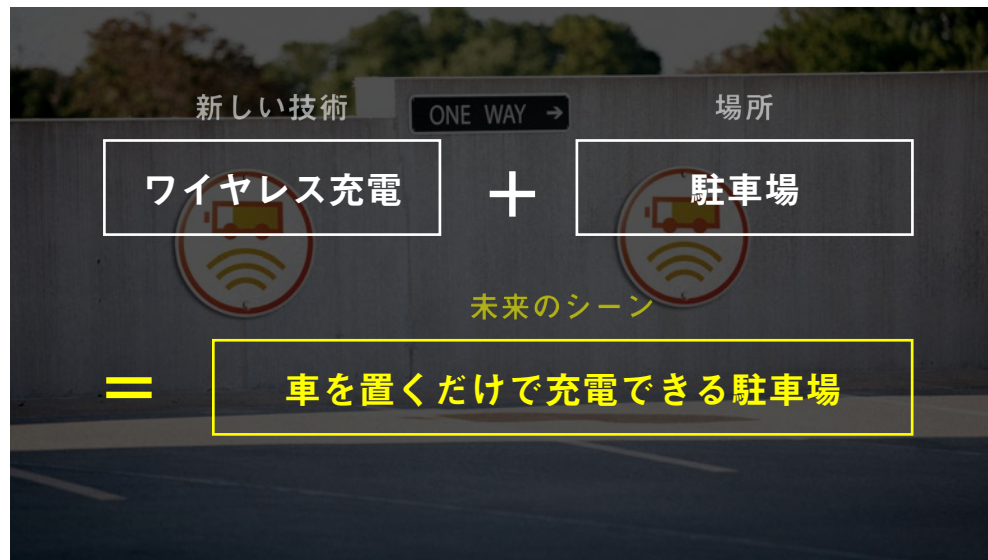 新しい技術
ONE WAY →
場所
ワイヤレス充電
＋
駐車場
未来のシーン
＝
車を置くだけで充電できる駐車場